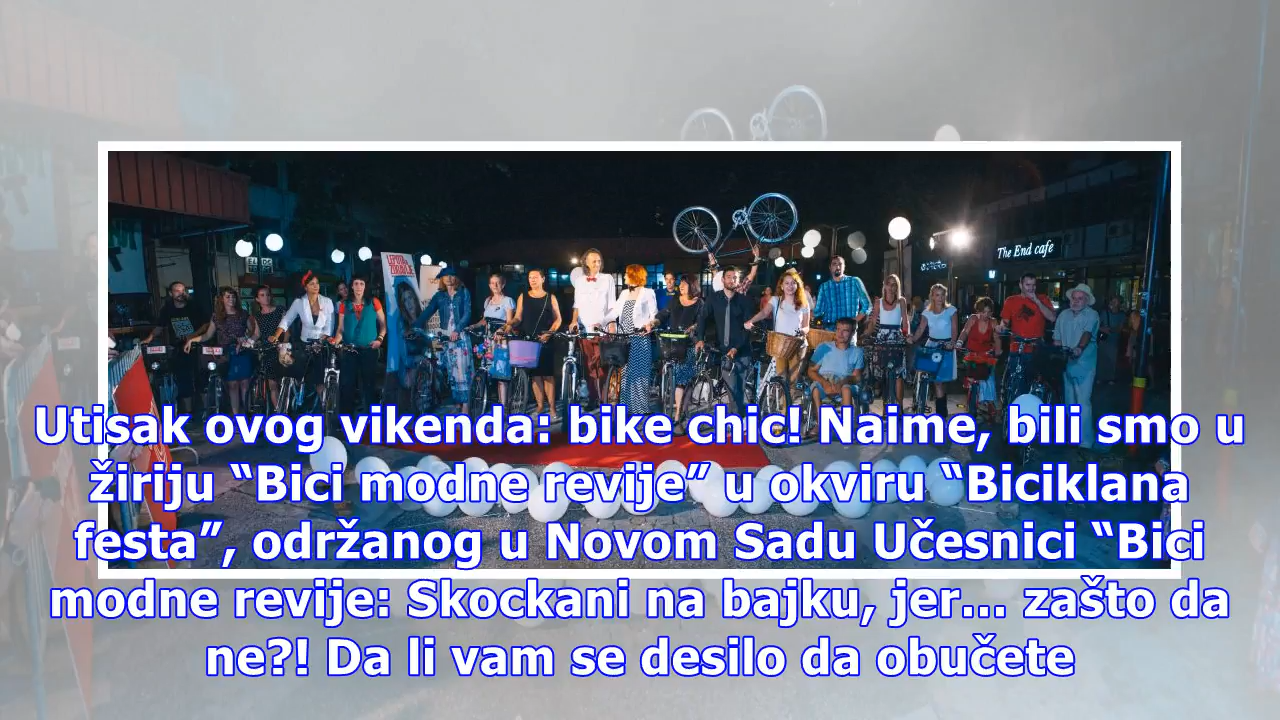 The End cafe
Utisak ovog vikenda: bike chic! Naime, bili smo u
žiriju “Bici modne revije” u okviru “Biciklana
festa”, održanog u Novom Sadu Učesnici “Bici
modne revije: Skockani na bajku, jer... zašto da
ne?! Da li vam se desilo da obučete